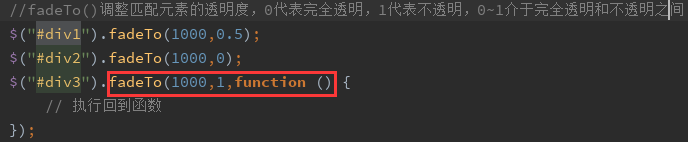 //fadeTo()调整匹配元素的透明度，0代表完全透明，1代表不透明，0~1介于完全透明和不透明之间
$("#div1").fadeTo(1000,0.5);
$("#div2").fadeTo(1000,0);
$("#div3").fadeTo(1000,1,function () {
// 执行回到函数
});